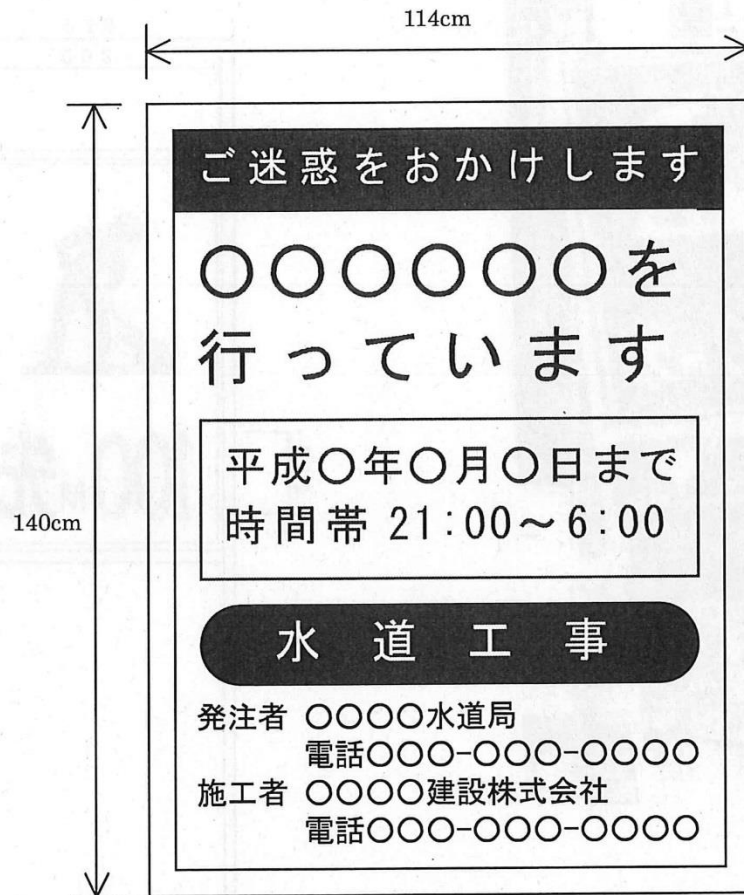 114cm
ご迷惑をおかけします
〇〇〇〇〇〇を
行っています
平成〇年〇月〇日まで
時間帯 21:00～6:00
140cm
水道工事
発注者 〇〇〇〇水道局
電話〇〇〇-〇〇〇-〇〇〇〇
施工者 〇〇〇〇建設株式会社
電話〇〇〇-〇〇〇-〇〇〇〇